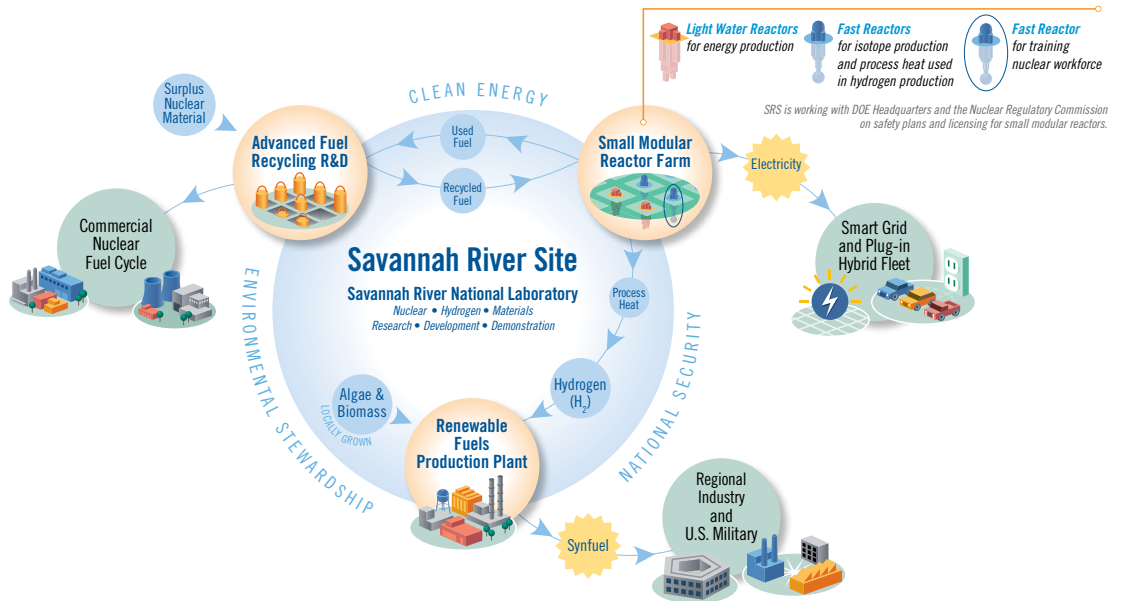 Light Water Reactors
for energy production
Fast Reactors
for isotope production
and process heat used
in hydrogen production
Fast Reactor
for training
nuclear workforce
SRS is working with DOE Headquarters and the Nuclear Regulatory Commission
on safety plans and licensing for small modular reactors.
Surplus
Nuclear
Material
CLEAN ENERGY
Advanced Fuel
Recycling R&D
Used
Fuel
Recycled
Fuel
Small Modular
Reactor Farm
Electricity
Commercial
Nuclear
Fuel Cycle
Smart Grid
and Plug-in
Hybrid Fleet
Savannah River Site
Savannah River National Laboratory
Nuclear • Hydrogen • Materials
Research • Development • Demonstration
Process
Heat
ENVIRONMENTAL STEWARDSHIP
NATIONAL SECURITY
Algae &
Biomass
LOCALLY GROWN
Hydrogen
(H2)
Renewable
Fuels
Production Plant
Synfuel
Regional
Industry
and
U.S. Military